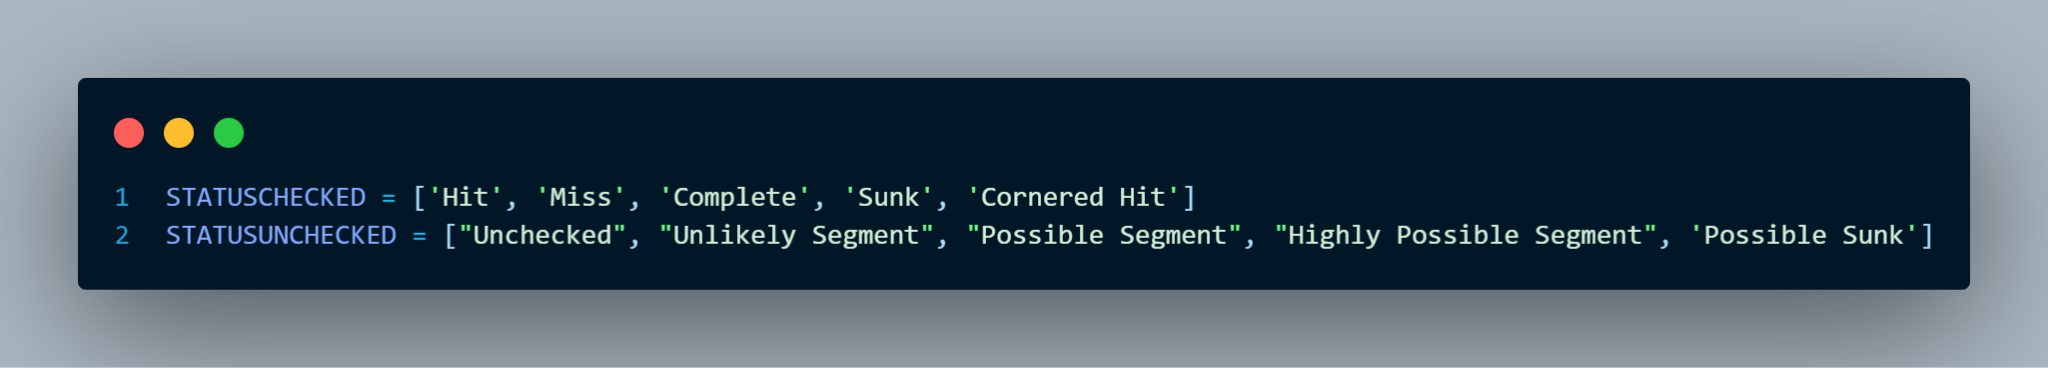 1 STATUSCHECKED = ['Hit', 'Miss', 'Complete', 'Sunk', 'Cornered Hit']
2 STATUSUNCHECKED = ["Unchecked", "Unlikely Segment", "Possible Segment", "Highly Possible Segment", 'Possible Sunk']